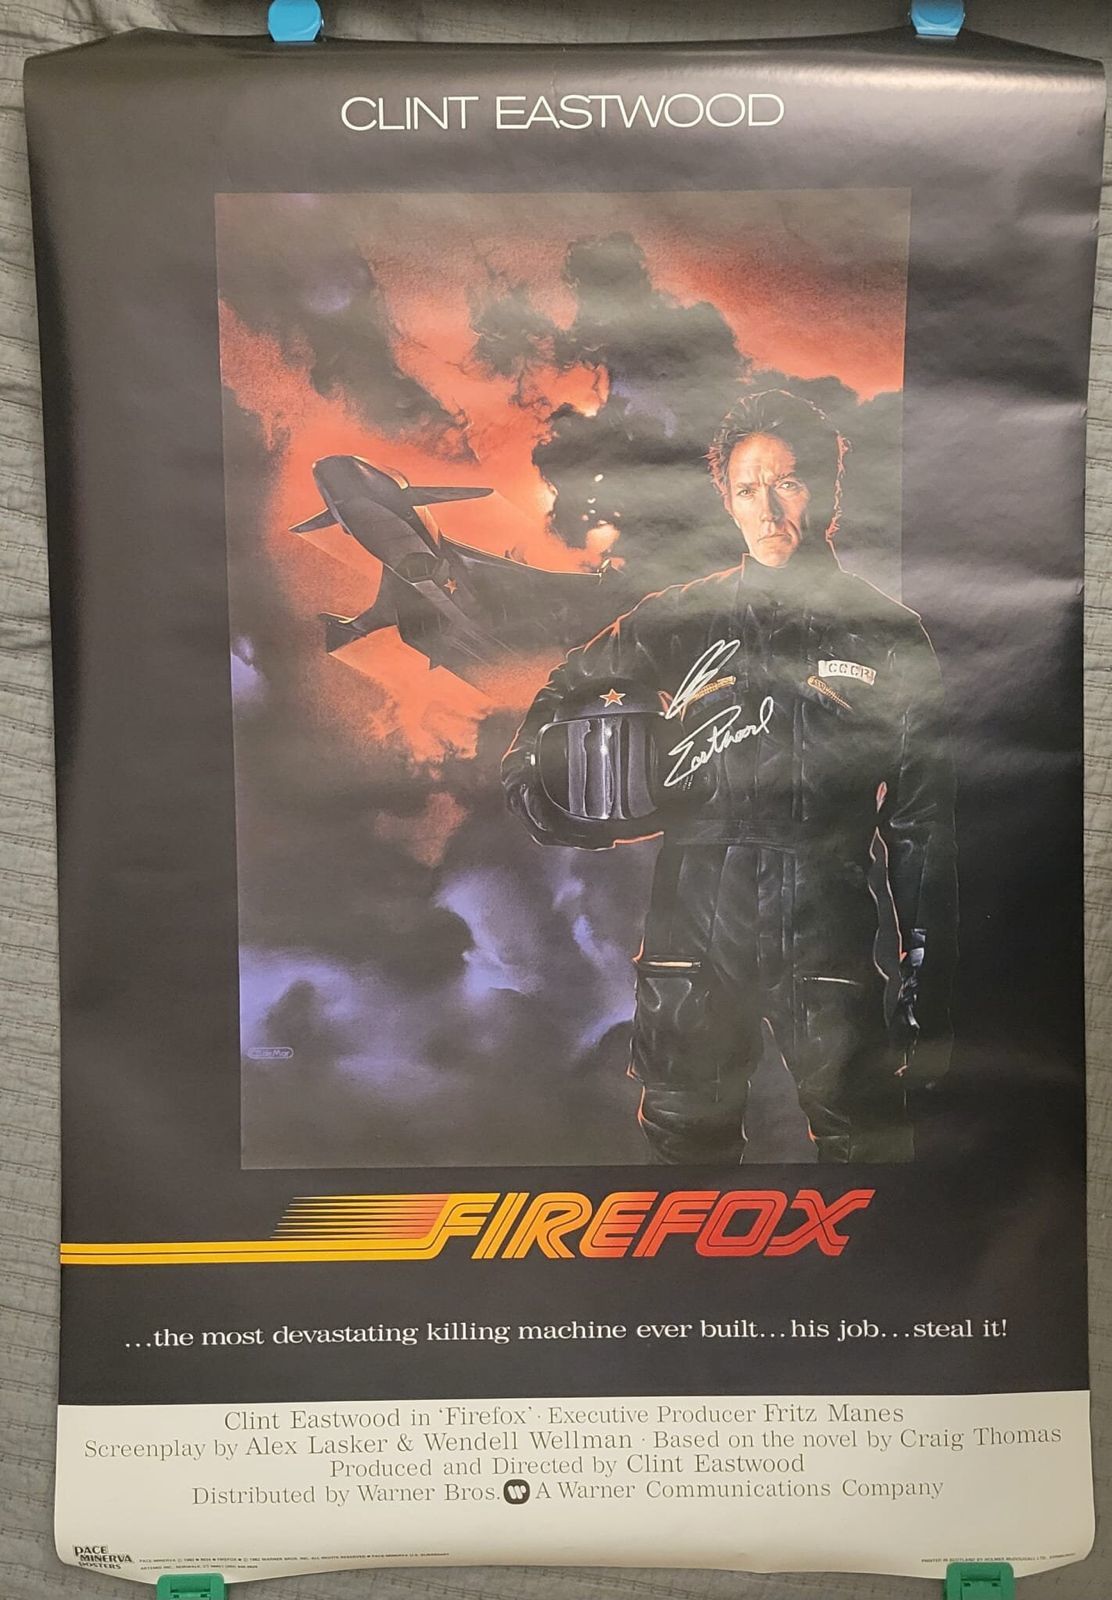 CLINT EASTWOOD
CCCP
Eastwood
FIREFOX
...the most devastating killing machine ever built...his job...steal it!
Clint Eastwood in 'Firefox' · Executive Producer Fritz Manes
Screenplay by Alex Lasker & Wendell Wellman · Based on the novel by Craig Thomas
Produced and Directed by Clint Eastwood
Distributed by Warner Bros. A Warner Communications Company
PACE
MINERVA
POSTERS